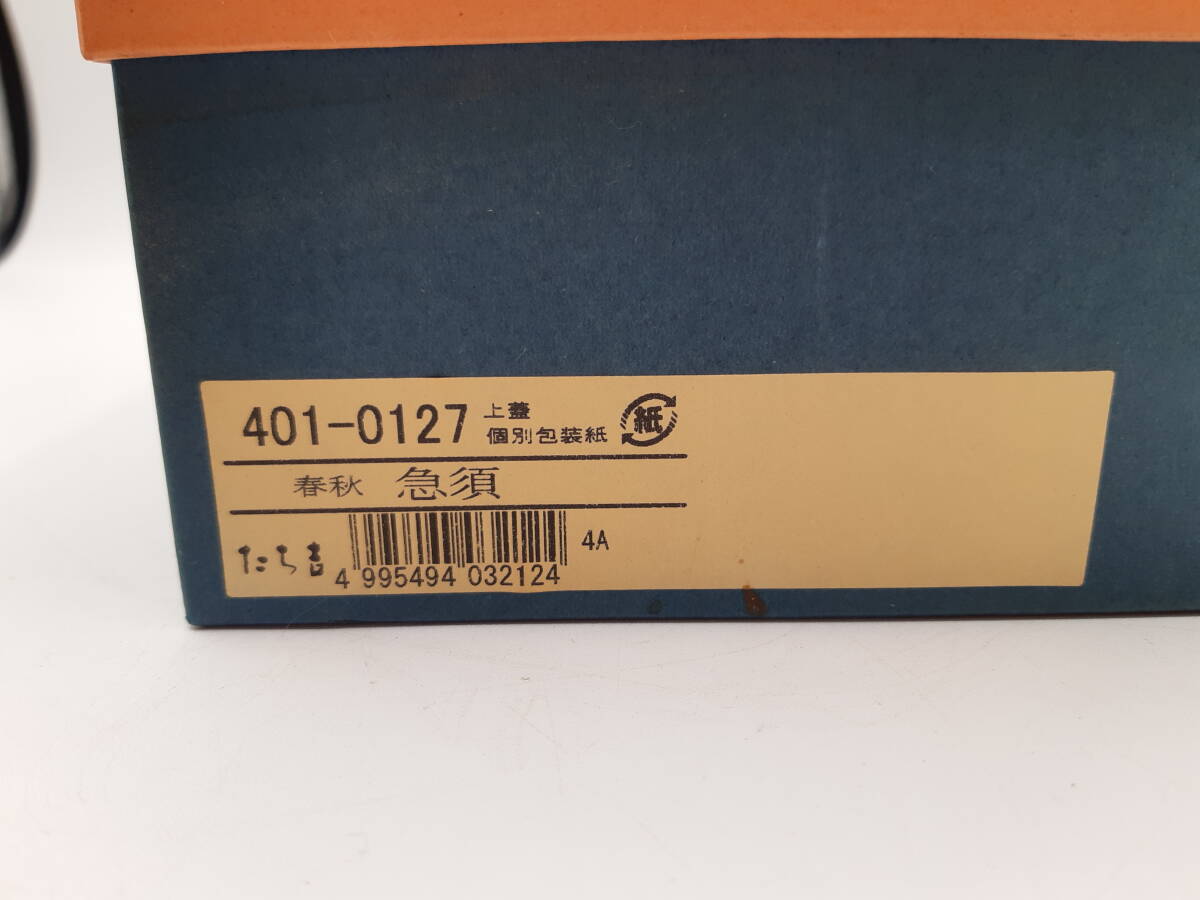 401-0127 上蓋
個別包装紙 紙
春秋 急須
たち吉 4 995494 032124 4A